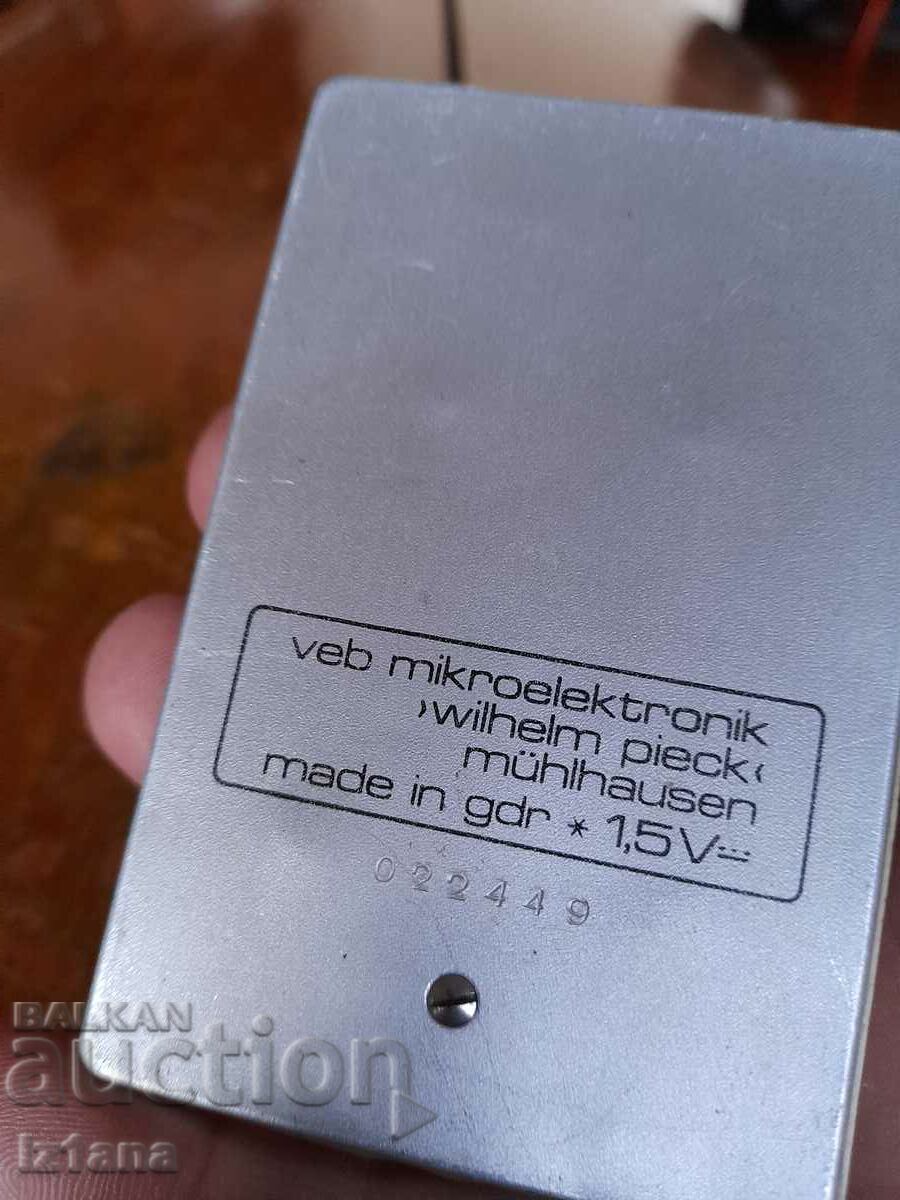 veb mikroelektronik
›wilhelm pieck‹
mühlhausen
made in gdr * 1,5V⎓
022449
BALKAN
auction
Iz1ana